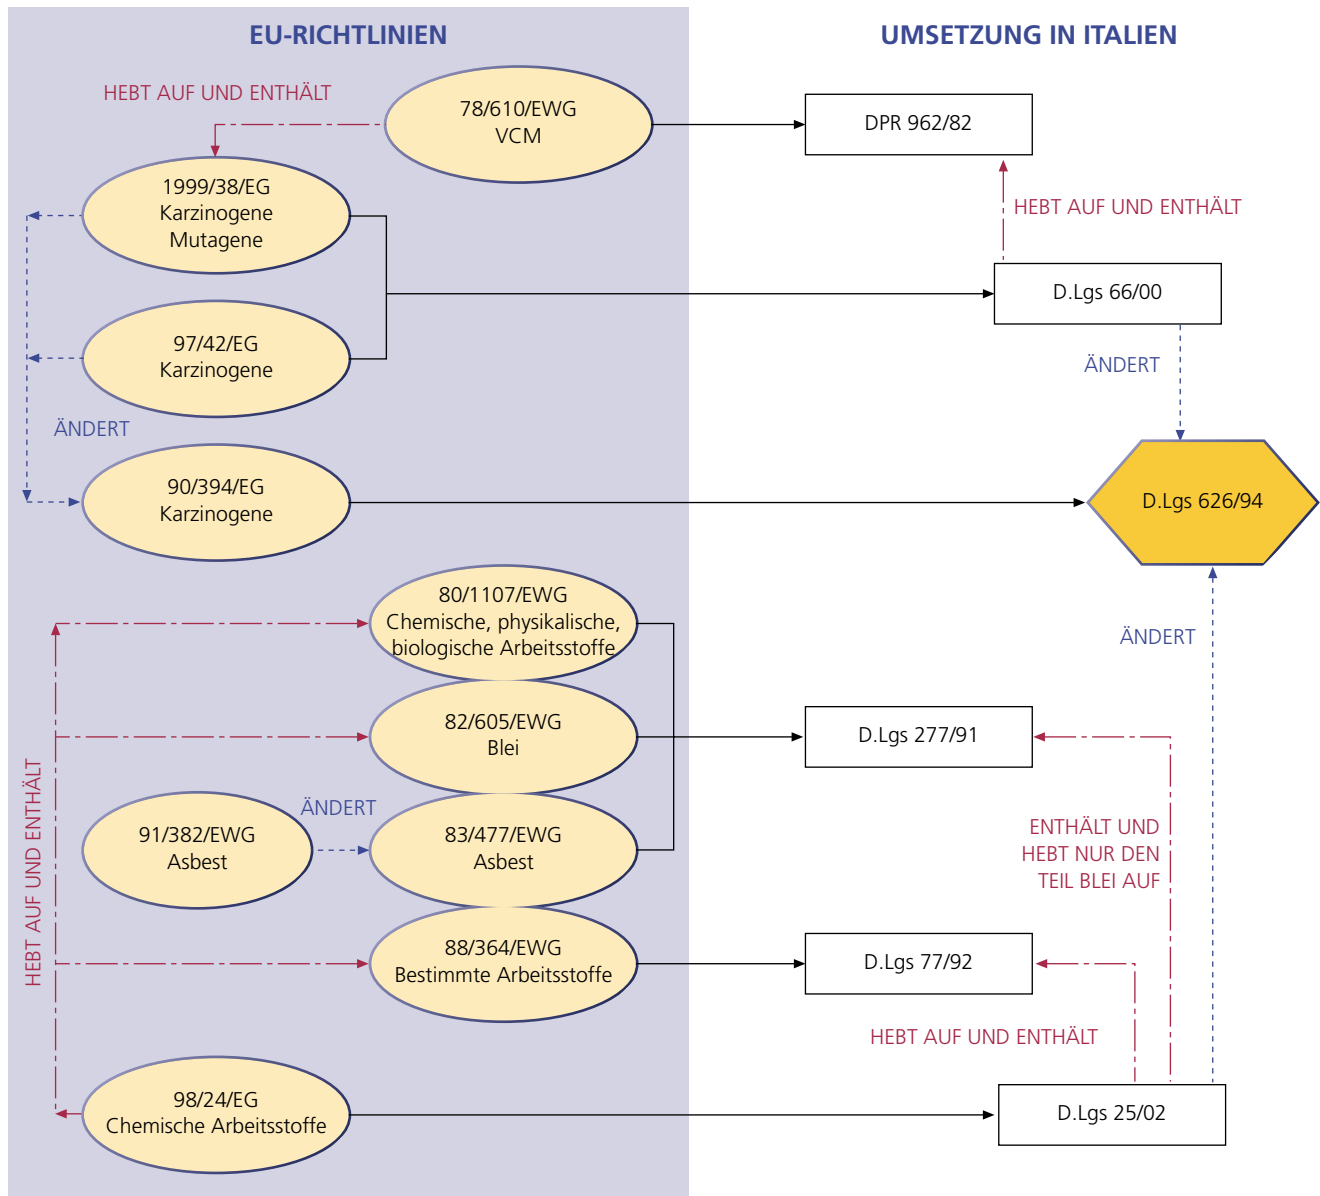 EU-RICHTLINIEN
UMSETZUNG IN ITALIEN
HEBT AUF UND ENTHÄLT
78/610/EWG
VCM
DPR 962/82
1999/38/EG
Karzinogene
Mutagene
HEBT AUF UND ENTHÄLT
D.Lgs 66/00
97/42/EG
Karzinogene
ÄNDERT
ÄNDERT
90/394/EG
Karzinogene
D.Lgs 626/94
80/1107/EWG
Chemische, physikalische,
biologische Arbeitsstoffe
ÄNDERT
82/605/EWG
Blei
D.Lgs 277/91
HEBT AUF UND ENTHÄLT
91/382/EWG
Asbest
ÄNDERT
83/477/EWG
Asbest
ENTHÄLT UND
HEBT NUR DEN
TEIL BLEI AUF
88/364/EWG
Bestimmte Arbeitsstoffe
D.Lgs 77/92
HEBT AUF UND ENTHÄLT
98/24/EG
Chemische Arbeitsstoffe
D.Lgs 25/02